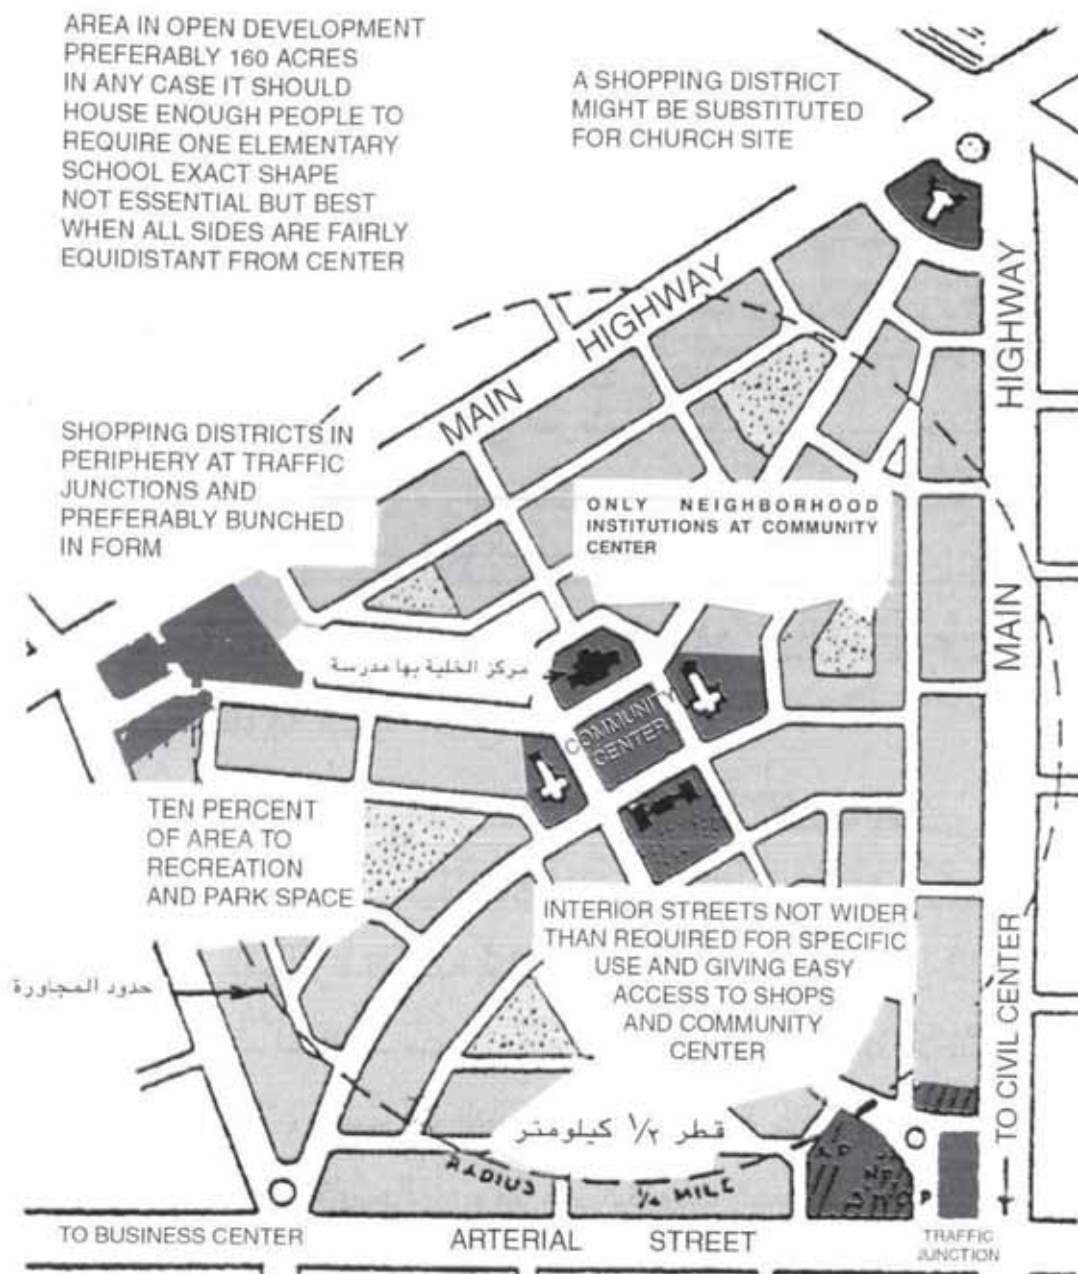 AREA IN OPEN DEVELOPMENT
PREFERABLY 160 ACRES
IN ANY CASE IT SHOULD
HOUSE ENOUGH PEOPLE TO
REQUIRE ONE ELEMENTARY
SCHOOL EXACT SHAPE
NOT ESSENTIAL BUT BEST
WHEN ALL SIDES ARE FAIRLY
EQUIDISTANT FROM CENTER
A SHOPPING DISTRICT
MIGHT BE SUBSTITUTED
FOR CHURCH SITE
MAIN HIGHWAY
HIGHWAY
MAIN
SHOPPING DISTRICTS IN
PERIPHERY AT TRAFFIC
JUNCTIONS AND
PREFERABLY BUNCHED
IN FORM
ONLY NEIGHBORHOOD
INSTITUTIONS AT COMMUNITY
CENTER
مركز الخلية بها مدرسة
COMMUNITY
CENTER
TEN PERCENT
OF AREA TO
RECREATION
AND PARK SPACE
INTERIOR STREETS NOT WIDER
THAN REQUIRED FOR SPECIFIC
USE AND GIVING EASY
ACCESS TO SHOPS
AND COMMUNITY
CENTER
حدود المجاورة
TO CIVIL CENTER
قطر ١/٢ كيلومتر
RADIUS 1/4 MILE
TO BUSINESS CENTER
ARTERIAL STREET
TRAFFIC
JUNCTION